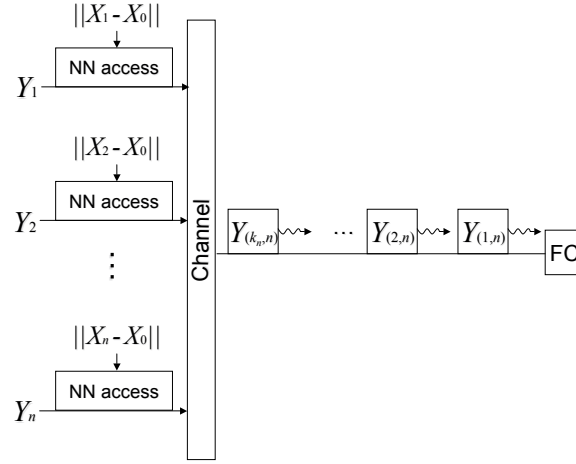 ||X₁-X₀||
NN access
Y₁
||X₂-X₀||
NN access
Y₂
⋮
||Xₙ-X₀||
NN access
Yₙ
Channel
Y₍ₖₙ,ₙ₎ ... Y₍₂,ₙ₎ Y₍₁,ₙ₎
FC